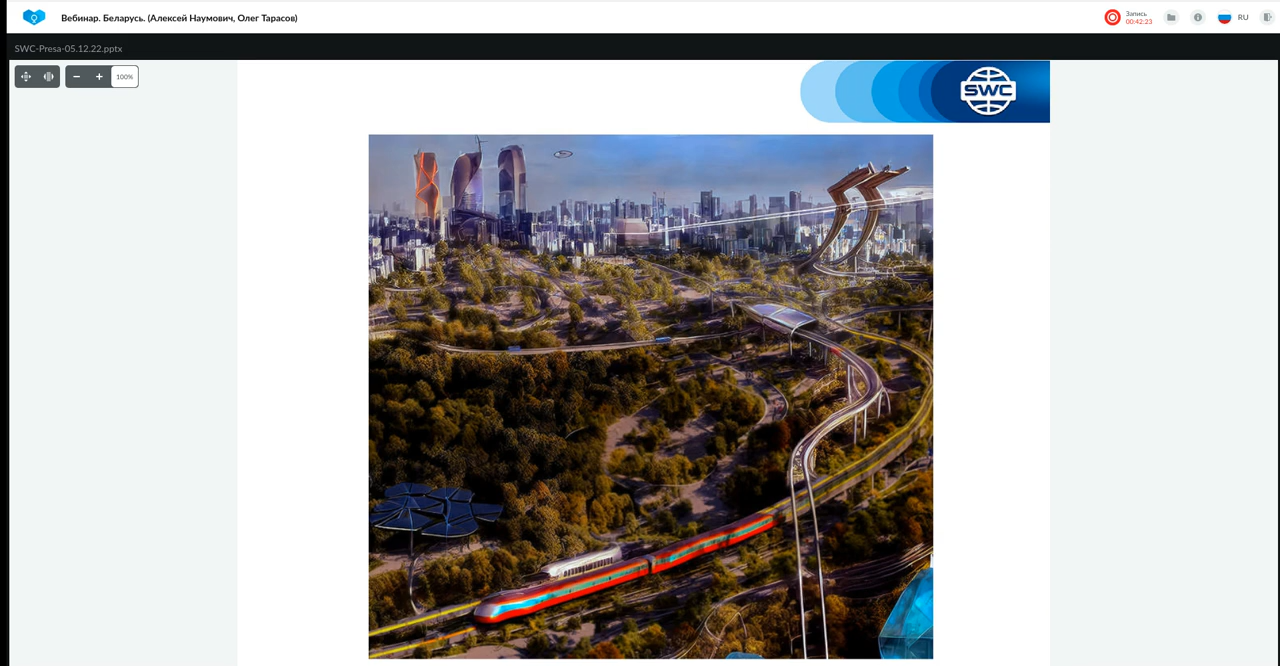 Вебинар. Беларусь. (Алексей Наумович, Олег Тарасов)
Запись
00:42:23
RU
SWC-Presa-05.12.22.pptx
100%
SWC